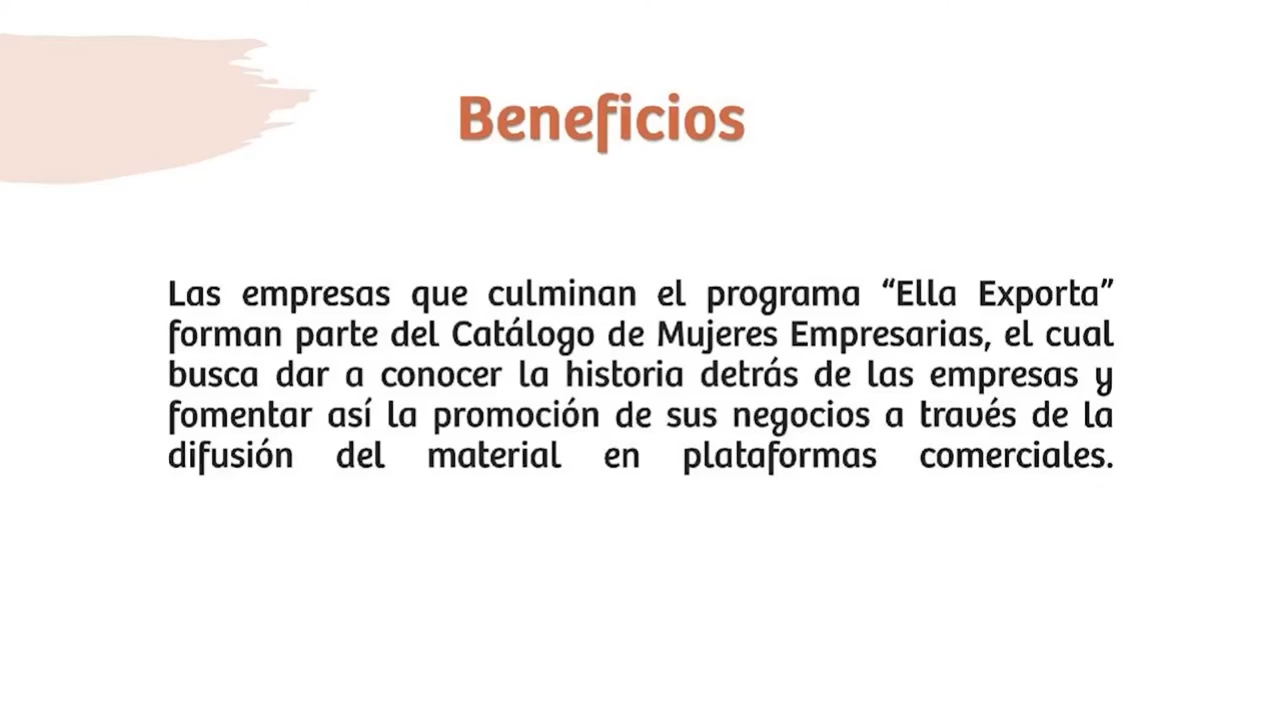 Beneficios
Las empresas que culminan el programa “Ella Exporta”
forman parte del Catálogo de Mujeres Empresarias, el cual
busca dar a conocer la historia detrás de las empresas y
fomentar así la promoción de sus negocios a través de la
difusión del material en plataformas comerciales.